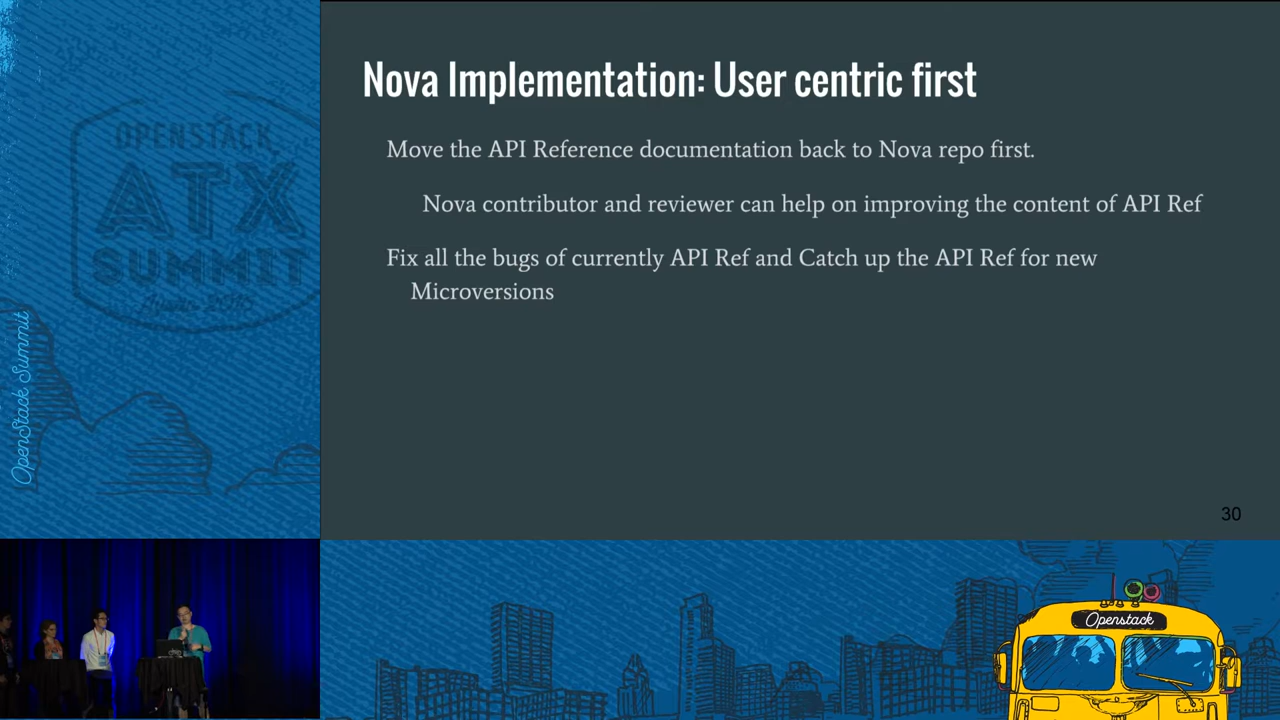 Nova Implementation: User centric first
Move the API Reference documentation back to Nova repo first.
Nova contributor and reviewer can help on improving the content of API Ref
Fix all the bugs of currently API Ref and Catch up the API Ref for new
Microversions
30
OPENSTACK
ATX
SUMMIT
Austin 2016
OpenStack Summit
Openstack